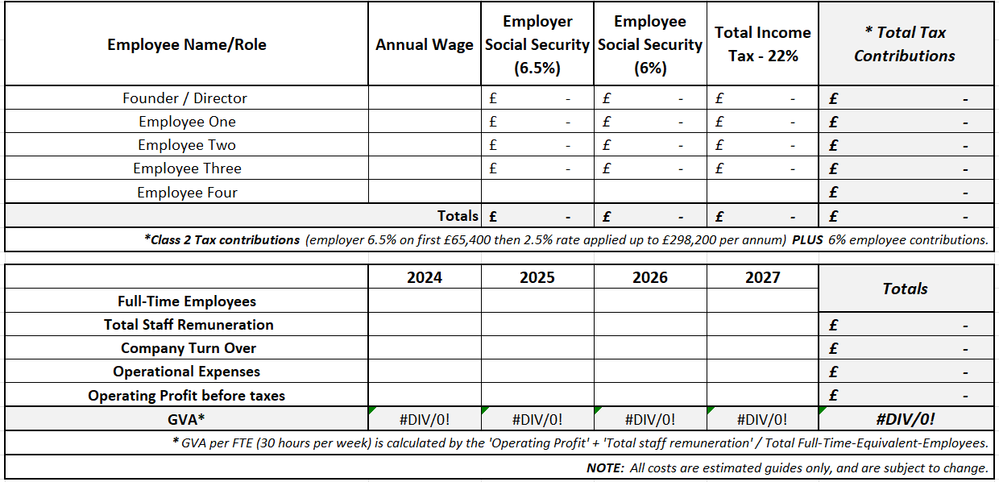 Employee Name/Role Annual Wage Employer Social Security (6.5%) Employee Social Security (6%) Total Income Tax - 22% * Total Tax Contributions
Founder / Director £ - £ - £ - £ -
Employee One £ - £ - £ - £ -
Employee Two £ - £ - £ - £ -
Employee Three £ - £ - £ - £ -
Employee Four £ -
Totals £ - £ - £ - £ -
*Class 2 Tax contributions (employer 6.5% on first £65,400 then 2.5% rate applied up to £298,200 per annum) PLUS 6% employee contributions.
2024 2025 2026 2027 Totals
Full-Time Employees
Total Staff Remuneration £ -
Company Turn Over £ -
Operational Expenses £ -
Operating Profit before taxes £ -
GVA* #DIV/0! #DIV/0! #DIV/0! #DIV/0! #DIV/0!
* GVA per FTE (30 hours per week) is calculated by the 'Operating Profit' + 'Total staff remuneration' / Total Full-Time-Equivalent-Employees.
NOTE: All costs are estimated guides only, and are subject to change.